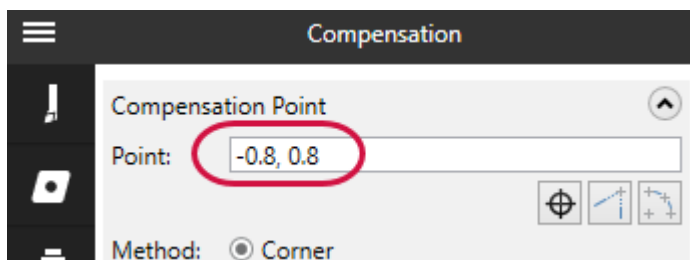 Compensation
Compensation Point
Point: -0.8, 0.8
Method: Corner